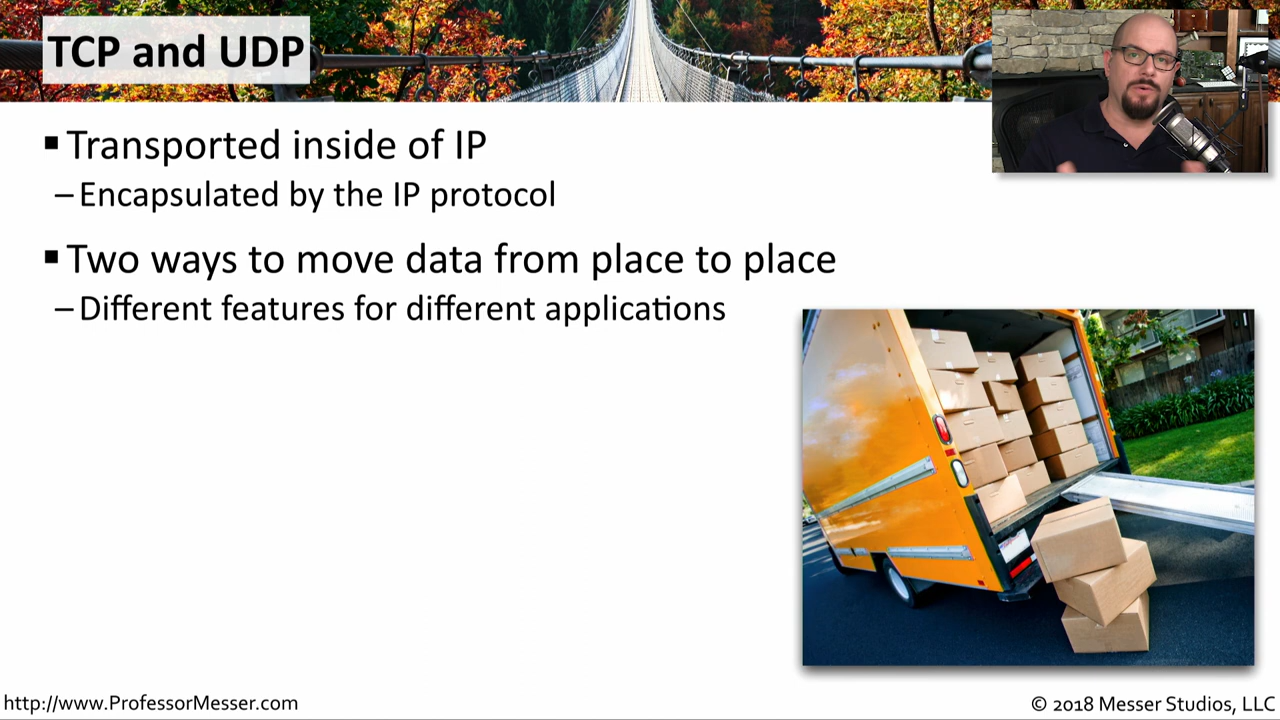 TCP and UDP
▪ Transported inside of IP
– Encapsulated by the IP protocol
▪ Two ways to move data from place to place
– Different features for different applications
http://www.ProfessorMesser.com
© 2018 Messer Studios, LLC